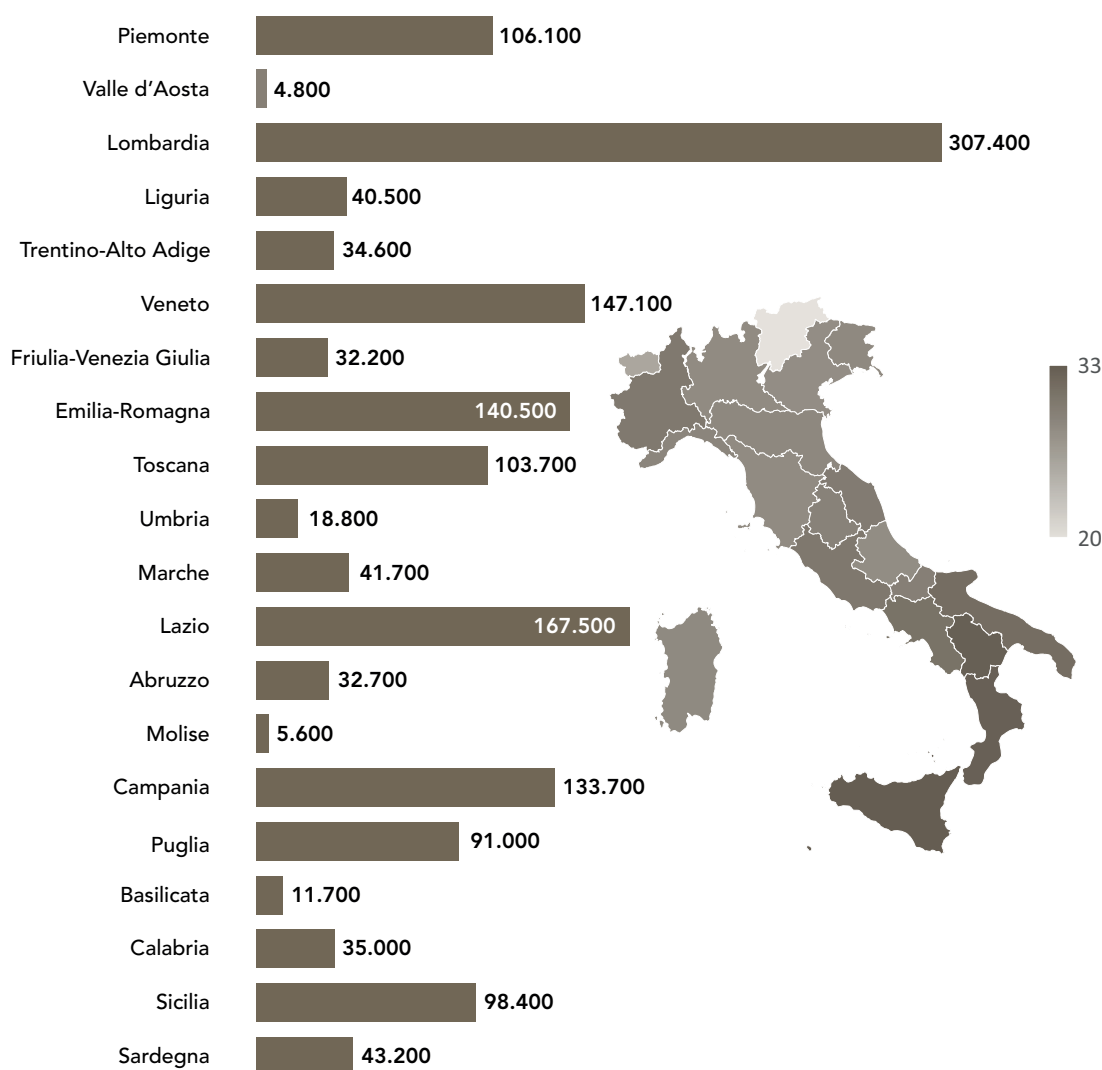 Piemonte 106.100
Valle d’Aosta 4.800
Lombardia 307.400
Liguria 40.500
Trentino-Alto Adige 34.600
Veneto 147.100
Friulia-Venezia Giulia 32.200
Emilia-Romagna 140.500
Toscana 103.700
Umbria 18.800
Marche 41.700
Lazio 167.500
Abruzzo 32.700
Molise 5.600
Campania 133.700
Puglia 91.000
Basilicata 11.700
Calabria 35.000
Sicilia 98.400
Sardegna 43.200
33
20